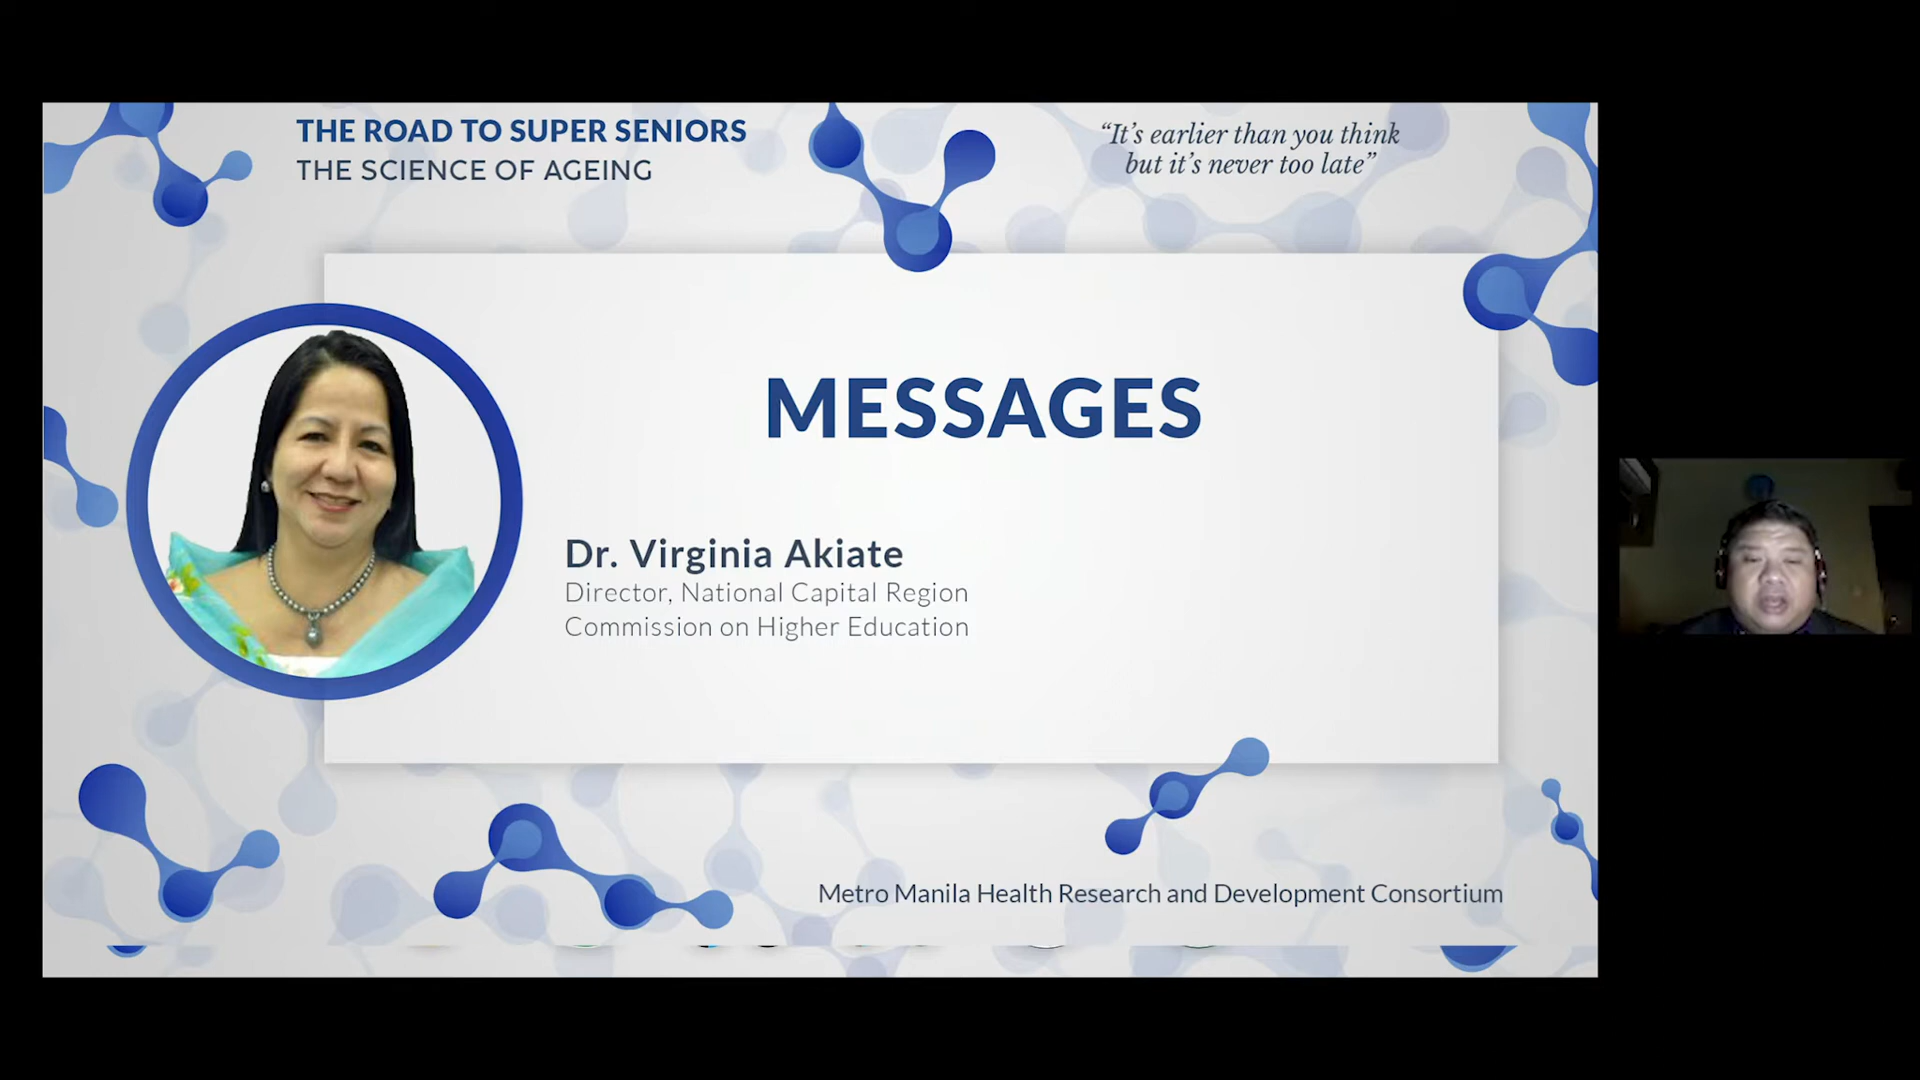 THE ROAD TO SUPER SENIORS
THE SCIENCE OF AGEING
“It’s earlier than you think
but it’s never too late”
MESSAGES
Dr. Virginia Akiate
Director, National Capital Region
Commission on Higher Education
Metro Manila Health Research and Development Consortium